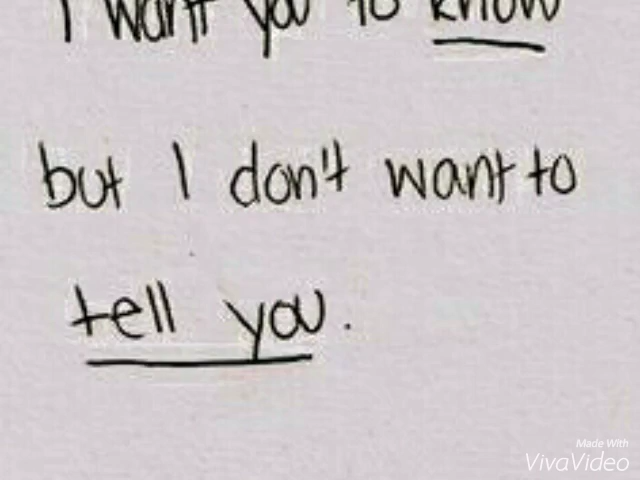 I want you to know
but I don't want to
tell you.
Made With
VivaVideo